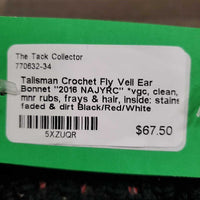 The Tack Collector
770632-34
Talisman Crochet Fly Veil Ear
Bonnet "2016 NAJYRC" *vgc, clean,
mnr rubs, frays & hair, inside: stains
faded & dirt Black/Red/White
5XZUQR
$67.50